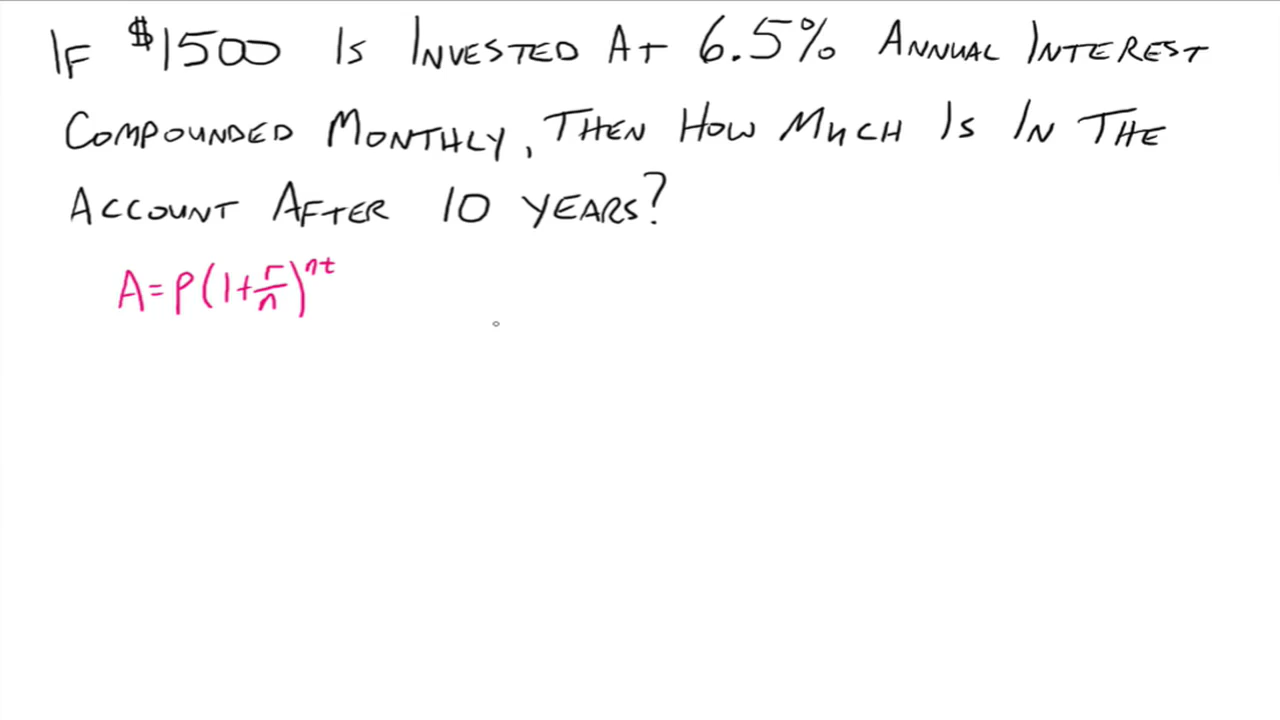 IF $1500 IS INVESTED AT 6.5% ANNUAL INTEREST
COMPOUNDED MONTHLY, THEN HOW MUCH IS IN THE
ACCOUNT AFTER 10 YEARS?
A=P(1+r/n)^nt